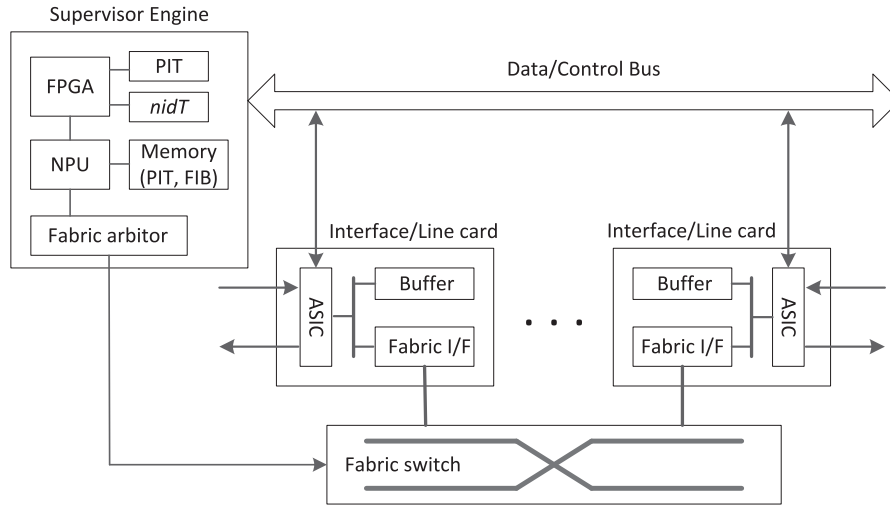 Supervisor Engine
FPGA
PIT
nidT
NPU
Memory
(PIT, FIB)
Fabric arbitor
Data/Control Bus
Interface/Line card
ASIC
Buffer
Fabric I/F
. . .
Interface/Line card
Buffer
Fabric I/F
ASIC
Fabric switch